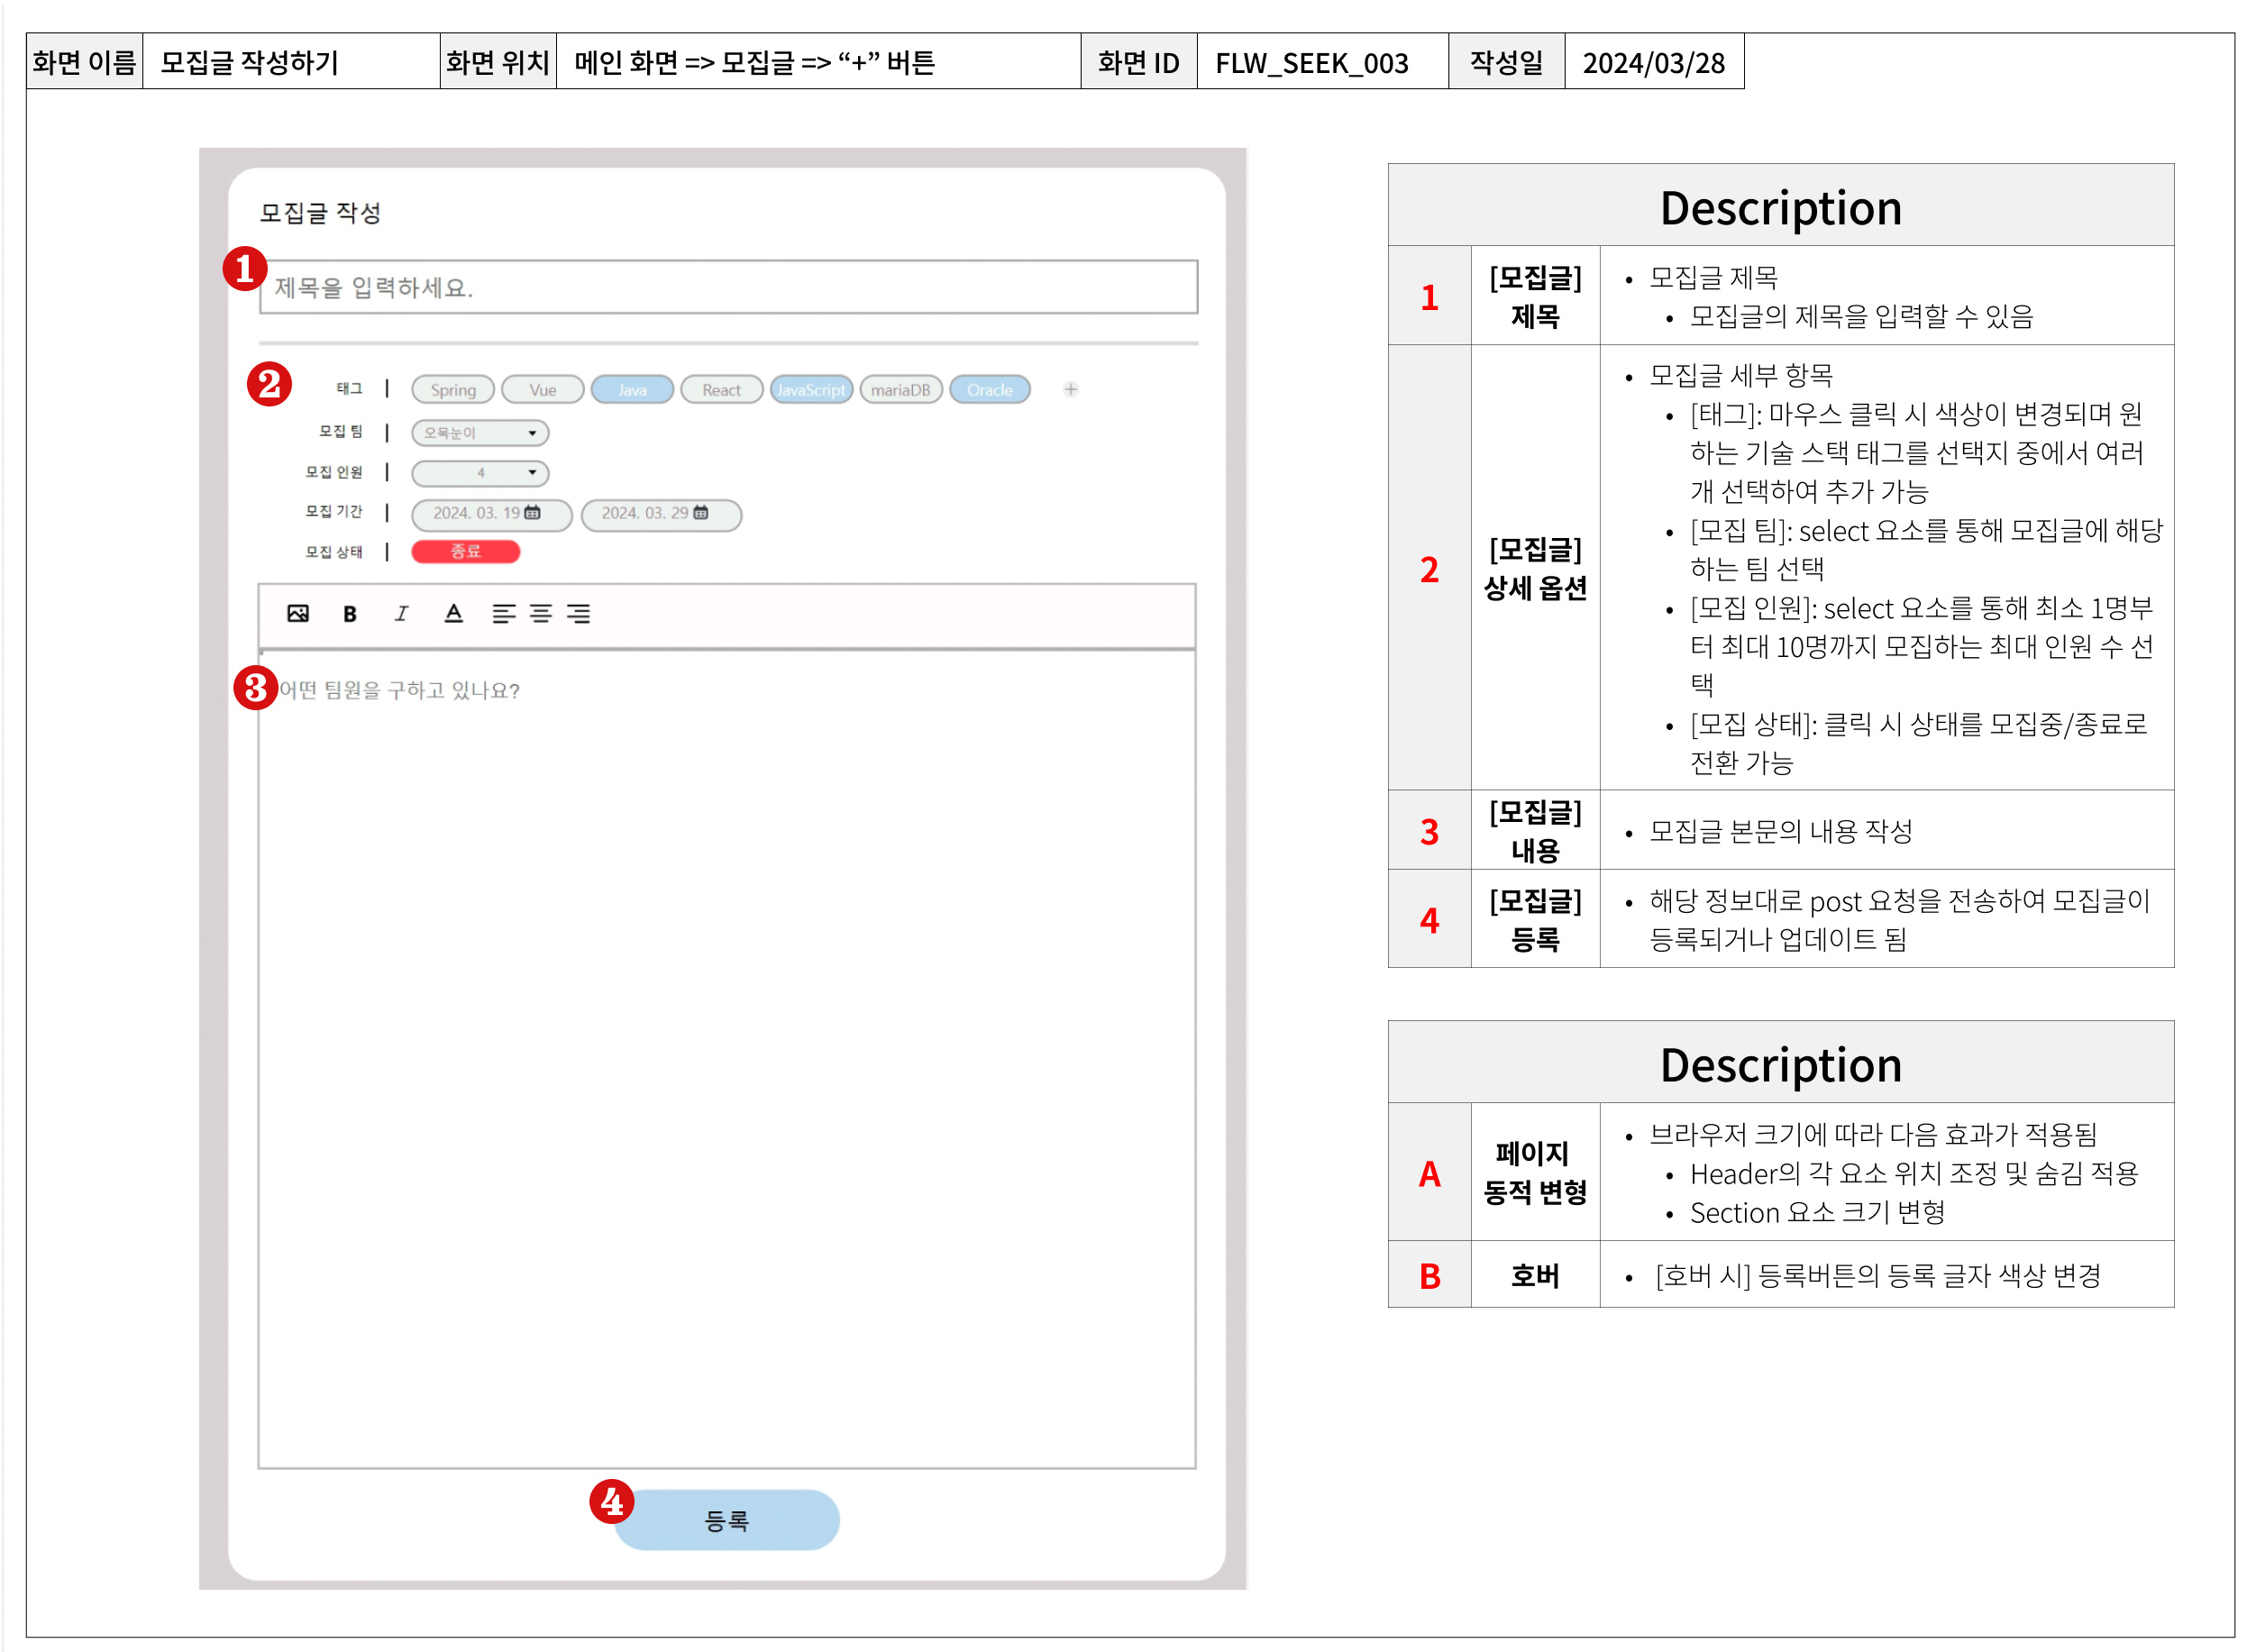 화면 이름 모집글 작성하기 화면 위치 메인 화면 => 모집글 => “+” 버튼 화면 ID FLW_SEEK_003 작성일 2024/03/28
모집글 작성
1
제목을 입력하세요.
2
태그 | Spring Vue Java React JavaScript mariaDB Oracle +
모집 팀 | 오목눈이
모집 인원 | 4
모집 기간 | 2024. 03. 19 2024. 03. 29
모집 상태 | 종료
B I A
3
어떤 팀원을 구하고 있나요?
4
등록
Description
1
[모집글]
제목
• 모집글 제목
• 모집글의 제목을 입력할 수 있음
2
[모집글]
상세 옵션
• 모집글 세부 항목
• [태그]: 마우스 클릭 시 색상이 변경되며 원
하는 기술 스택 태그를 선택지 중에서 여러
개 선택하여 추가 가능
• [모집 팀]: select 요소를 통해 모집글에 해당
하는 팀 선택
• [모집 인원]: select 요소를 통해 최소 1명부
터 최대 10명까지 모집하는 최대 인원 수 선
택
• [모집 상태]: 클릭 시 상태를 모집중/종료로
전환 가능
3
[모집글]
내용
• 모집글 본문의 내용 작성
4
[모집글]
등록
• 해당 정보대로 post 요청을 전송하여 모집글이
등록되거나 업데이트 됨
Description
A
페이지
동적 변형
• 브라우저 크기에 따라 다음 효과가 적용됨
• Header의 각 요소 위치 조정 및 숨김 적용
• Section 요소 크기 변형
B
호버
• [호버 시] 등록버튼의 등록 글자 색상 변경